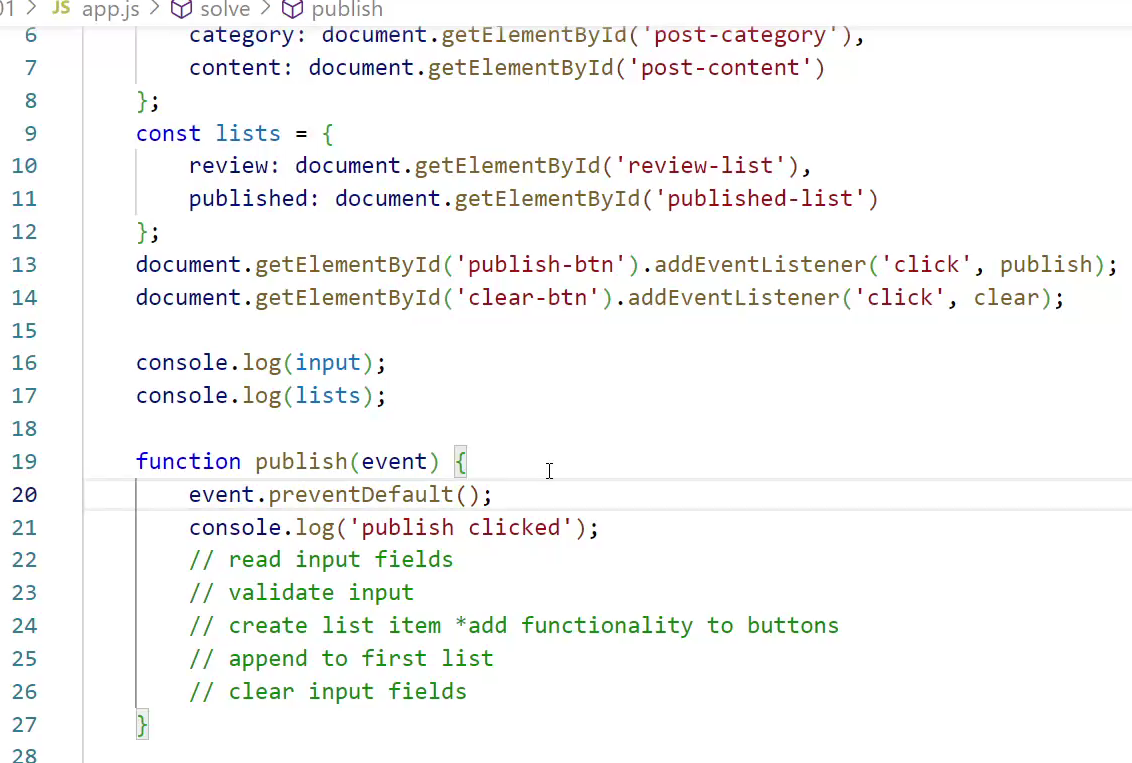 01 > JS app.js > solve > publish
6 category: document.getElementById('post-category'),
7 content: document.getElementById('post-content')
8 };
9 const lists = {
10 review: document.getElementById('review-list'),
11 published: document.getElementById('published-list')
12 };
13 document.getElementById('publish-btn').addEventListener('click', publish);
14 document.getElementById('clear-btn').addEventListener('click', clear);
15
16 console.log(input);
17 console.log(lists);
18
19 function publish(event) {
20 event.preventDefault();
21 console.log('publish clicked');
22 // read input fields
23 // validate input
24 // create list item *add functionality to buttons
25 // append to first list
26 // clear input fields
27 }
28